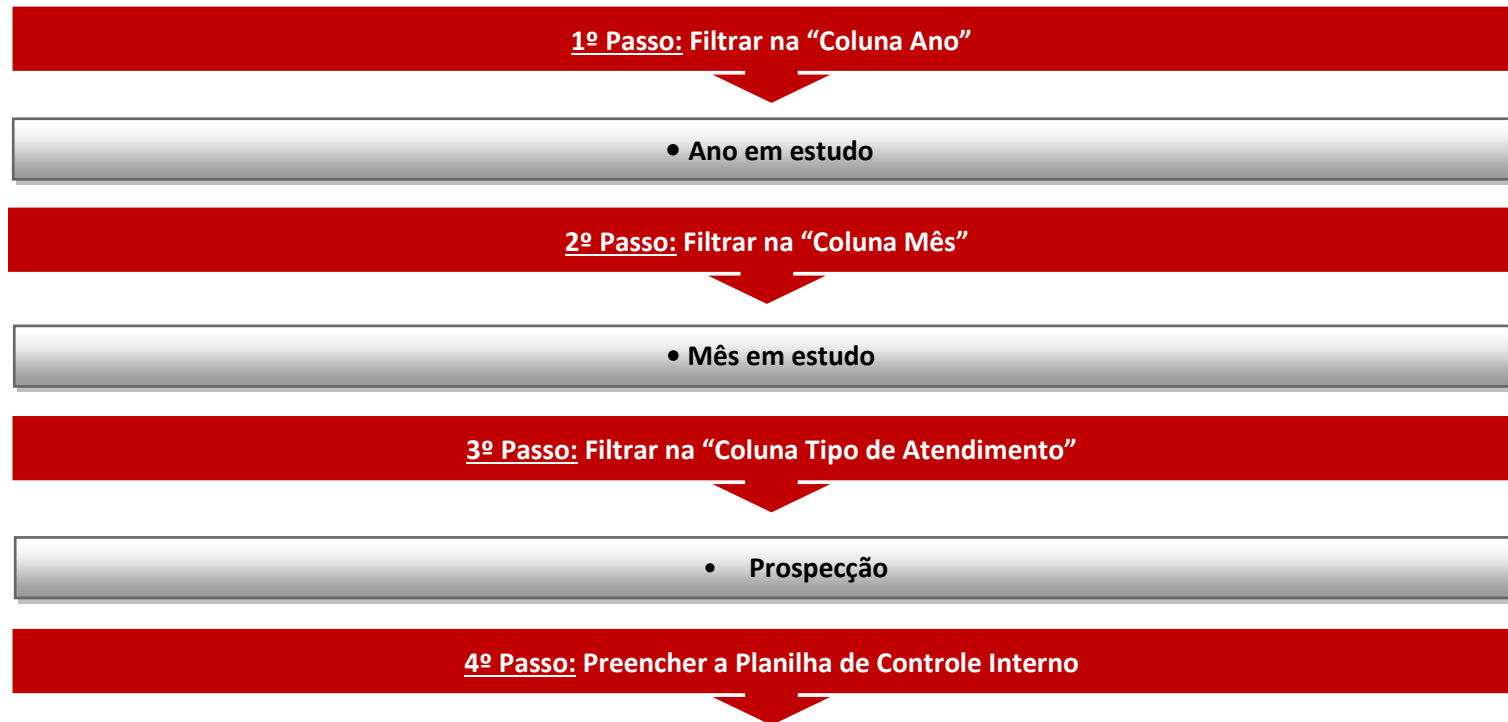 1º Passo: Filtrar na “Coluna Ano”
• Ano em estudo
2º Passo: Filtrar na “Coluna Mês”
• Mês em estudo
3º Passo: Filtrar na “Coluna Tipo de Atendimento”
• Prospecção
4º Passo: Preencher a Planilha de Controle Interno